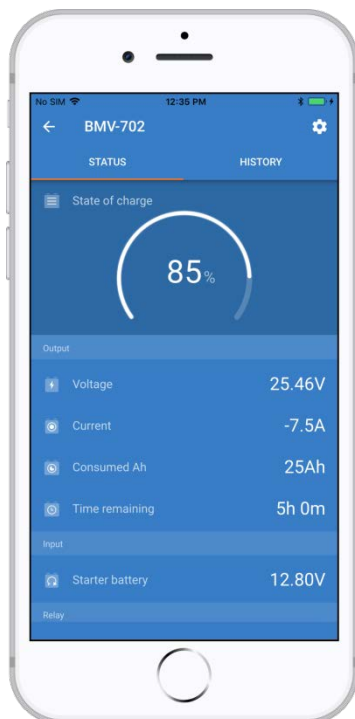 No SIM 12:35 PM
BMV-702
STATUS HISTORY
State of charge
85%
Output
Voltage 25.46V
Current -7.5A
Consumed Ah 25Ah
Time remaining 5h 0m
Input
Starter battery 12.80V
Relay